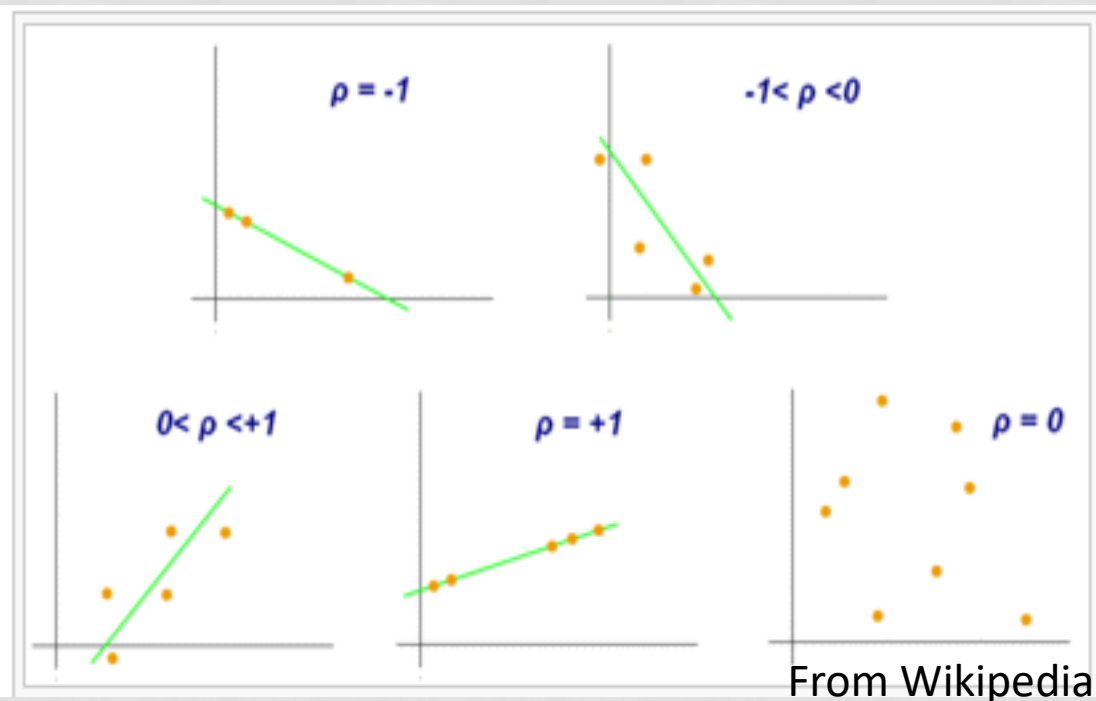 ρ = -1
-1< ρ <0
0< ρ <+1
ρ = +1
ρ = 0
From Wikipedia